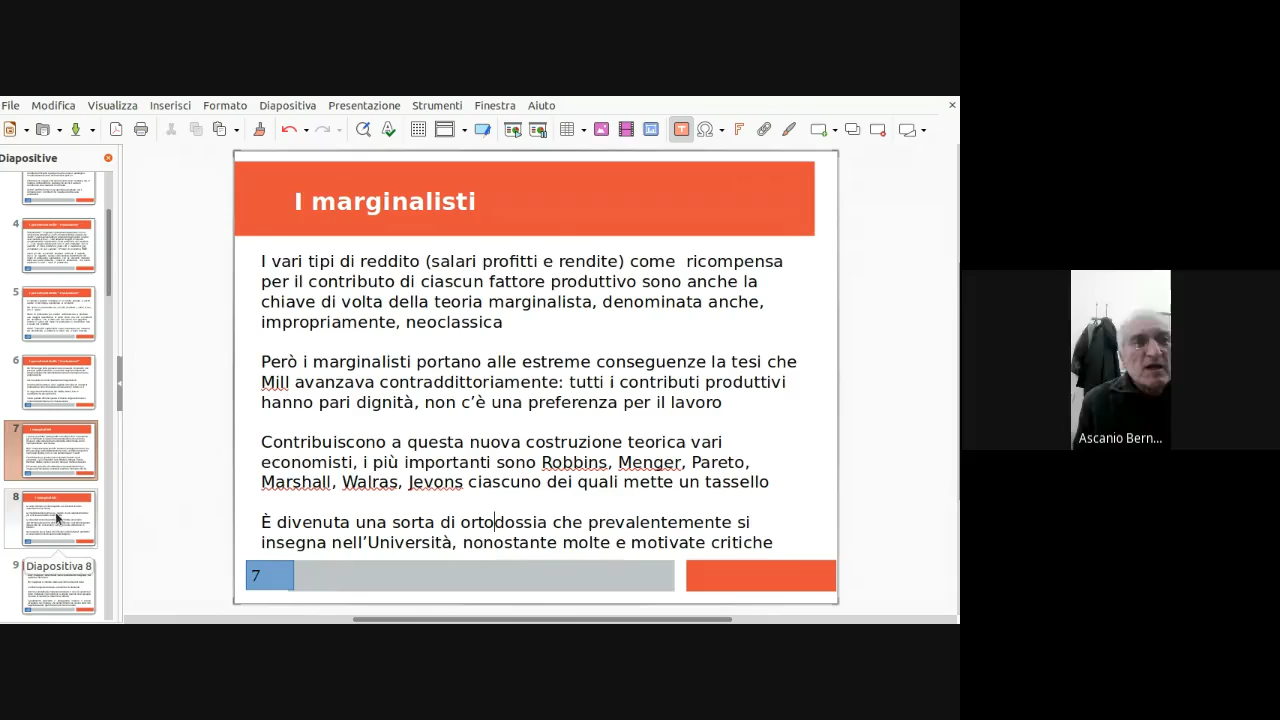 File Modifica Visualizza Inserisci Formato Diapositiva Presentazione Strumenti Finestra Aiuto
Diapositive
4
5
6
7
8
Diapositiva 8
9
I marginalisti
I vari tipi di reddito (salari, profitti e rendite) come ricompensa
per il contributo di ciascun fattore produttivo sono anche la
chiave di volta della teoria marginalista, denominata anche,
impropriamente, neoclassica
Però i marginalisti portano alle estreme conseguenze la tesi che
Mill avanzava contraddittoriamente: tutti i contributi produttivi
hanno pari dignità, non c'è una preferenza per il lavoro
Contribuiscono a questa nuova costruzione teorica vari
economisti, i più importanti sono Robbins, Menger, Pareto,
Marshall, Walras, Jevons ciascuno dei quali mette un tassello
È diventata una sorta di ortodossia che prevalentemente si
insegna nell’Università, nonostante molte e motivate critiche
7
Ascanio Bern...